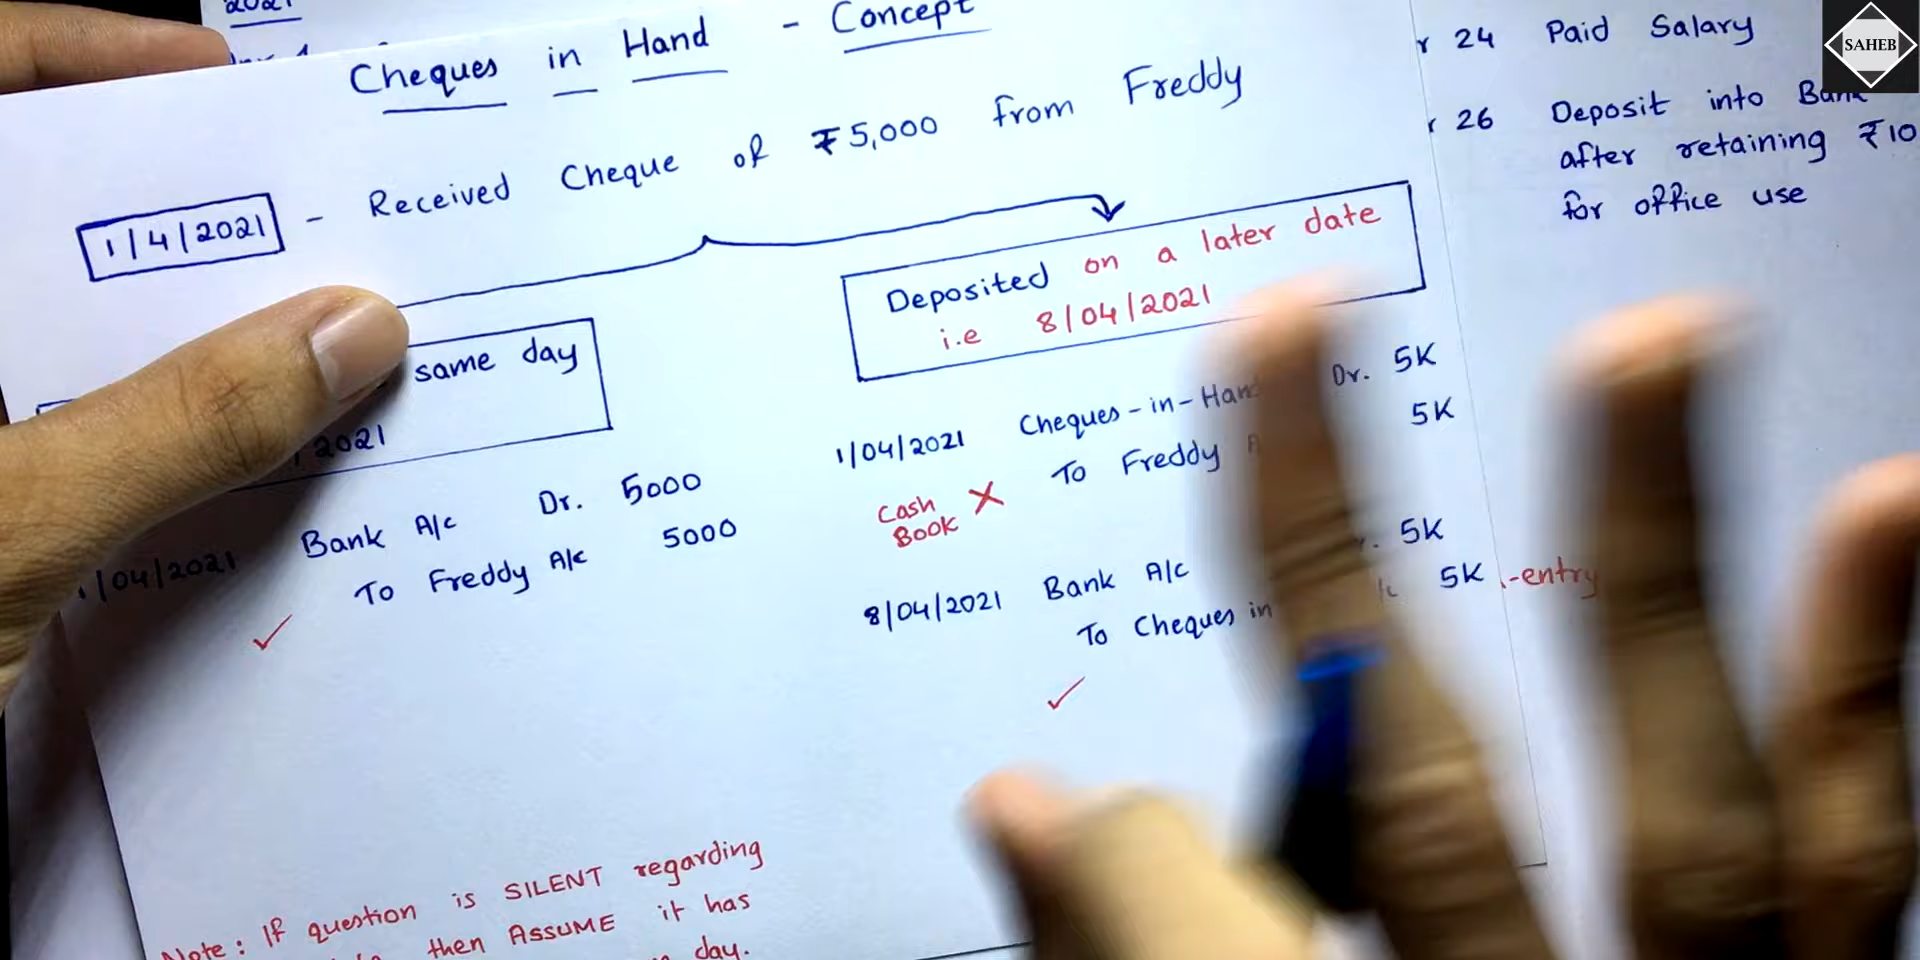 2021
Cheques in Hand - Concept
1/4/2021 - Received Cheque of ₹5,000 from Freddy
same day
2021
1/04/2021 Bank A/c Dr. 5000
To Freddy A/c 5000
Deposited on a later date
i.e 8/04/2021
1/04/2021 Cheques-in-Han Dr. 5K
To Freddy 5K
Cash
Book
8/04/2021 Bank A/c 5K
To Cheques in 5K
-entry
Note: If question is SILENT regarding
then ASSUME it has
day.
24 Paid Salary
26 Deposit into Bank
after retaining ₹10
for office use
SAHEB